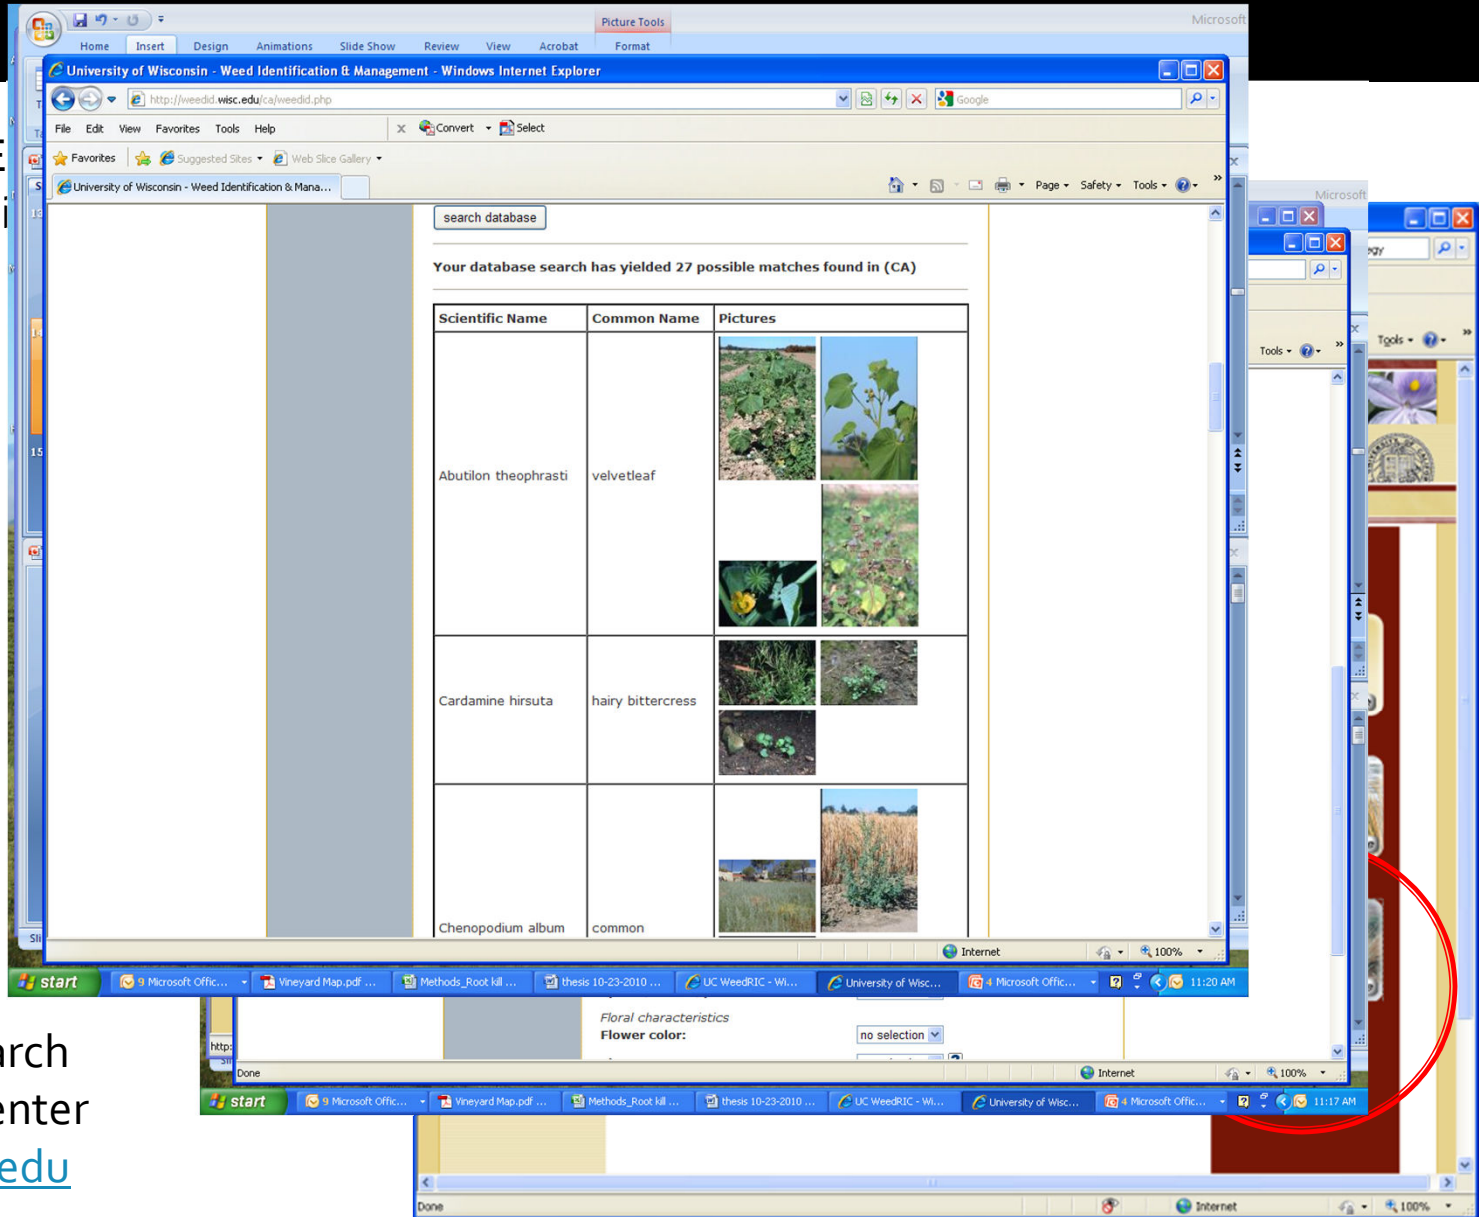 Picture Tools
Microsoft
Home Insert Design Animations Slide Show Review View Acrobat Format
University of Wisconsin - Weed Identification & Management - Windows Internet Explorer
http://weedid.wisc.edu/ca/weedid.php
Google
File Edit View Favorites Tools Help
x Convert Select
Favorites Suggested Sites Web Slice Gallery
University of Wisconsin - Weed Identification & Mana...
Page Safety Tools
Microsoft
Tools
Tools
search database
Your database search has yielded 27 possible matches found in (CA)
Scientific Name Common Name Pictures
Abutilon theophrasti velvetleaf
Cardamine hirsuta hairy bittercress
Chenopodium album common
15
Internet 100%
start 9 Microsoft Offic... Vineyard Map.pdf ... Methods_Root kill ... thesis 10-23-2010 ... UC WeedRIC - Wi... University of Wisc... 4 Microsoft Offic... 11:20 AM
Floral characteristics
Flower color: no selection
http:
Done Internet 100%
start 9 Microsoft Offic... Vineyard Map.pdf ... Methods_Root kill ... thesis 10-23-2010 ... UC WeedRIC - Wi... University of Wisc... 4 Microsoft Offic... 11:17 AM
arch
enter
edu
Done Internet 100%